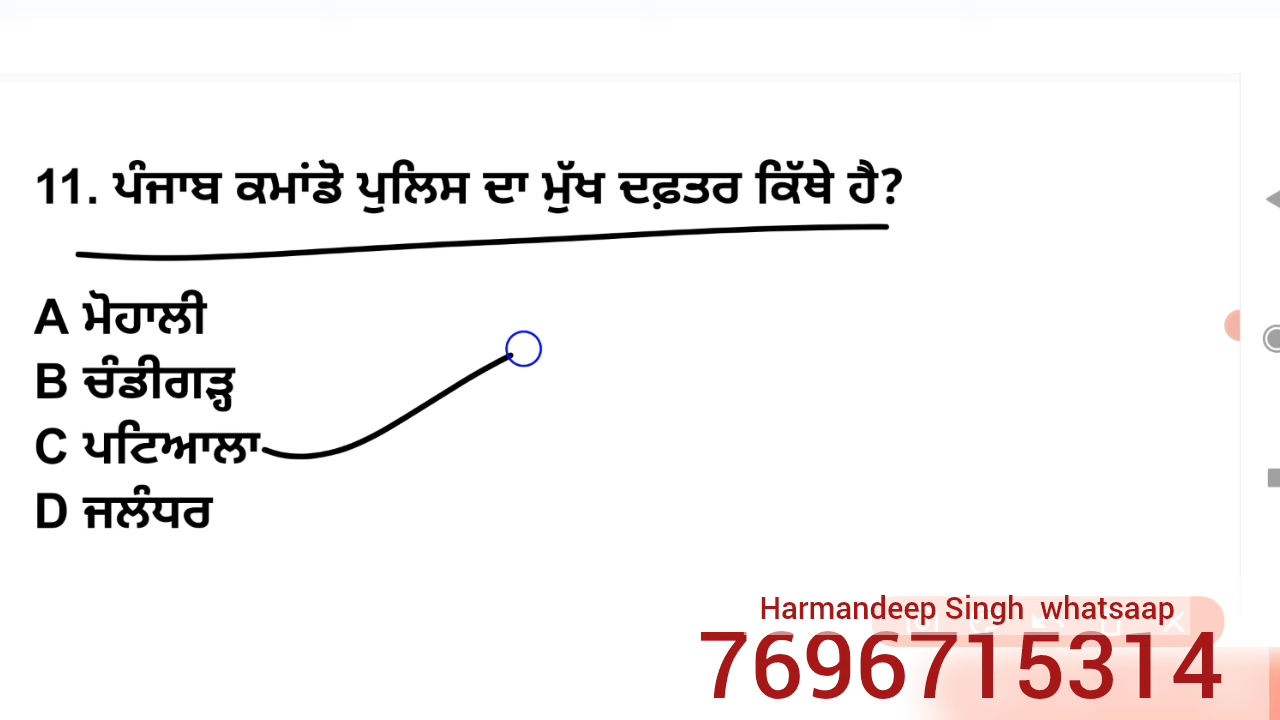 11. ਪੰਜਾਬ ਕਮਾਂਡੋ ਪੁਲਿਸ ਦਾ ਮੁੱਖ ਦਫ਼ਤਰ ਕਿੱਥੇ ਹੈ?
A ਮੋਹਾਲੀ
B ਚੰਡੀਗੜ੍ਹ
C ਪਟਿਆਲਾ
D ਜਲੰਧਰ
Harmandeep Singh whatsaap
7696715314